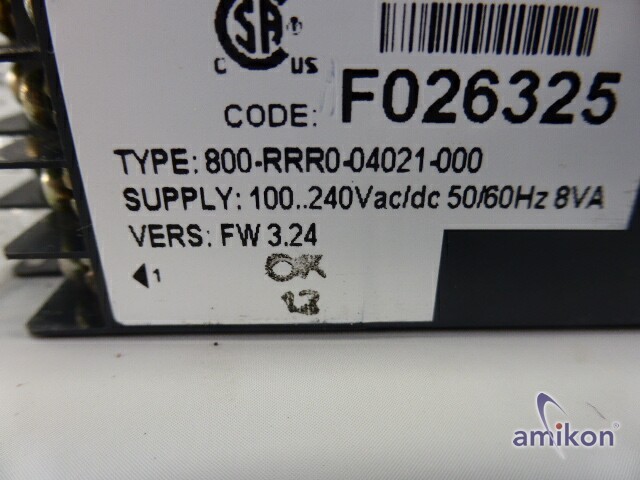 CSA
C US
CODE: F026325
TYPE: 800-RRR0-04021-000
SUPPLY: 100..240Vac/dc 50/60Hz 8VA
VERS: FW 3.24
1
OK
amikon